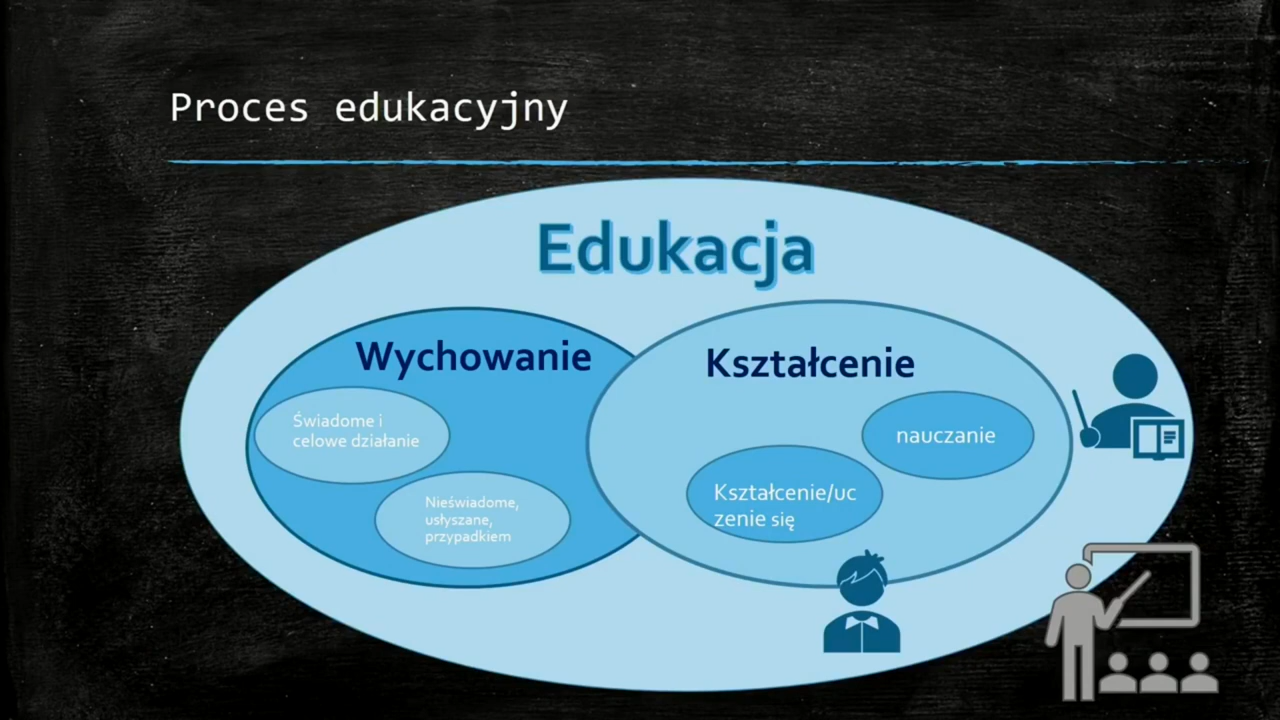 Proces edukacyjny
Edukacja
Wychowanie
Kształcenie
Świadome i
celowe działanie
nauczanie
Nieświadome,
usłyszane,
przypadkiem
Kształcenie/uc
zenie się